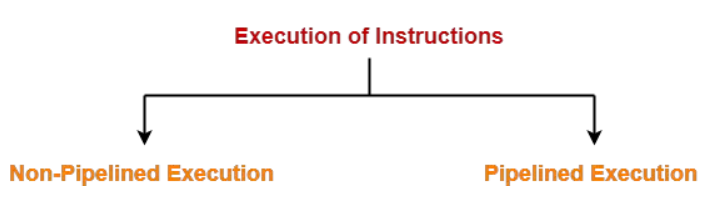 Execution of Instructions
Non-Pipelined Execution
Pipelined Execution